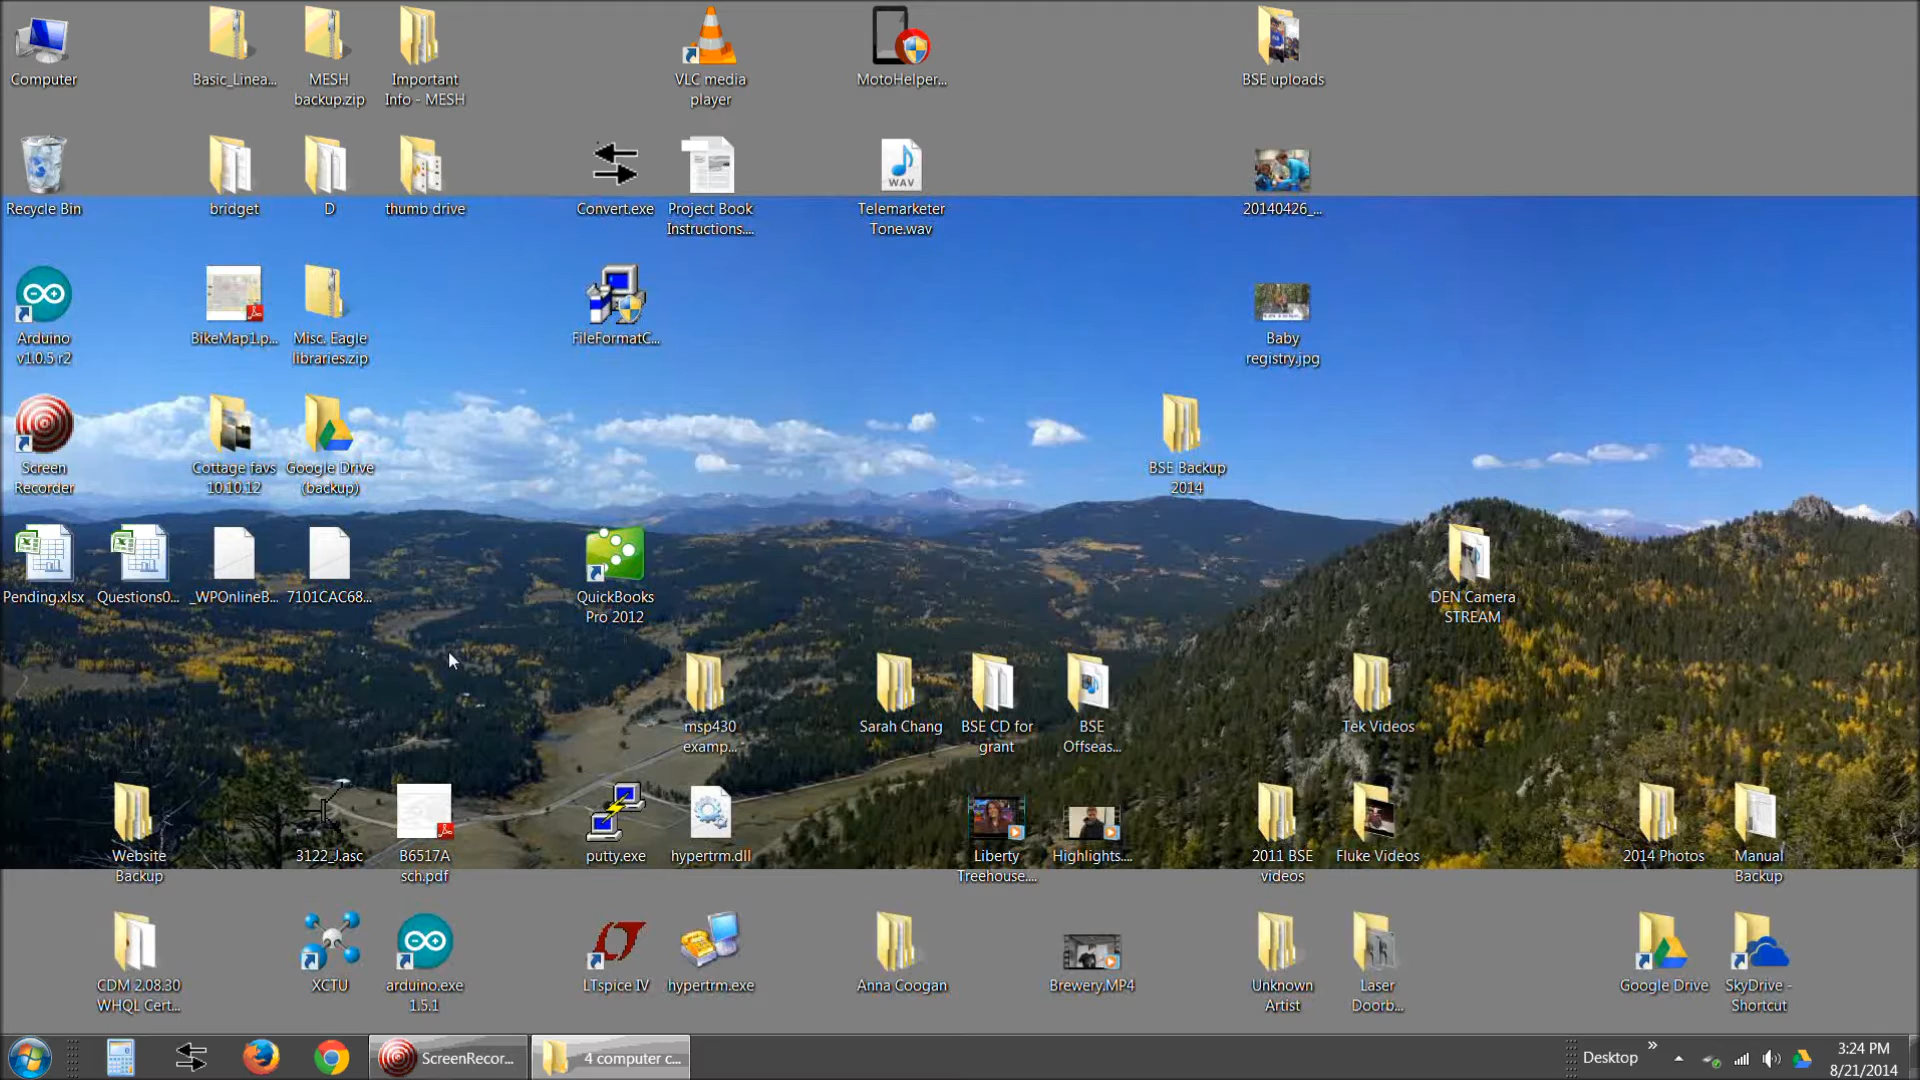 Computer
Basic_Linea...
MESH
backup.zip
Important
Info - MESH
VLC media
player
MotoHelper...
BSE uploads
Recycle Bin
bridget
D
thumb drive
Convert.exe
Project Book
Instructions....
WAV
Telemarketer
Tone.wav
20140426_...
Arduino
v1.0.5 r2
BikeMap1.p...
Misc. Eagle
libraries.zip
FileFormatC...
Baby
registry.jpg
Screen
Recorder
Cottage favs
10.10.12
Google Drive
(backup)
BSE Backup
2014
Pending.xlsx
Questions0...
_WPOnlineB...
7101CAC68...
QuickBooks
Pro 2012
DEN Camera
STREAM
msp430
examp...
Sarah Chang
BSE CD for
grant
BSE
Offseas...
Tek Videos
Website
Backup
3122_J.asc
B6517A
sch.pdf
putty.exe
hypertrm.dll
Liberty
Treehouse....
Highlights....
2011 BSE
videos
Fluke Videos
2014 Photos
Manual
Backup
CDM 2.08.30
WHQL Cert...
XCTU
arduino.exe
1.5.1
LTspice IV
hypertrm.exe
Anna Coogan
Brewery.MP4
Unknown
Artist
Laser
Doorb...
Google Drive
SkyDrive -
Shortcut
ScreenRecor...
4 computer c...
Desktop
3:24 PM
8/21/2014